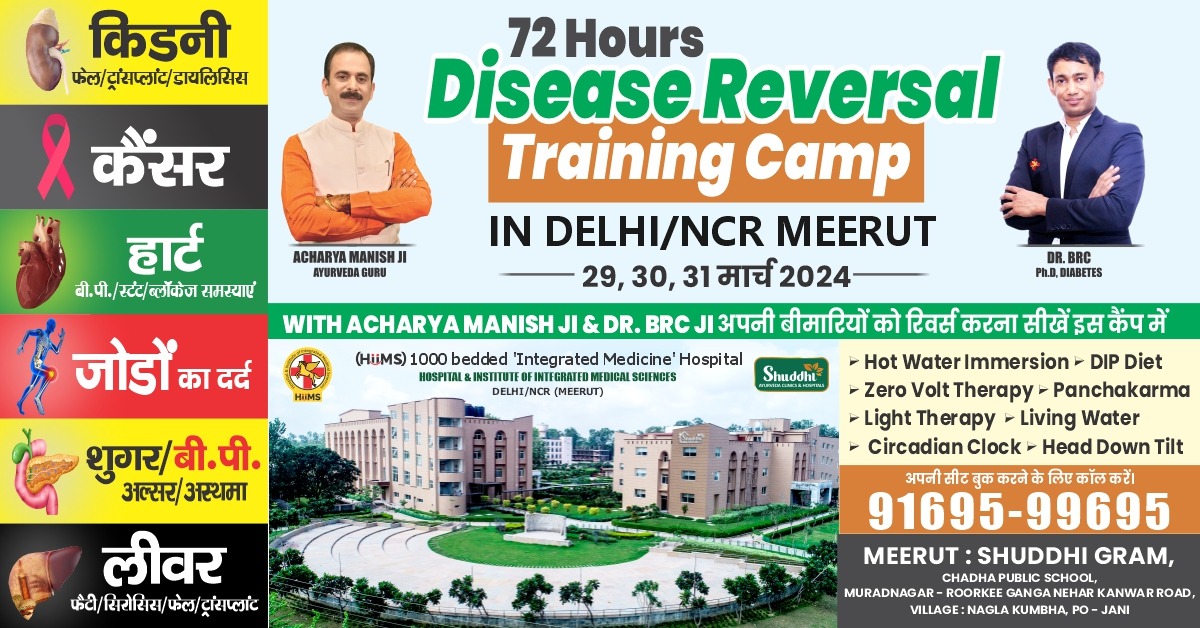 किडनी
फेल/ट्रांसप्लांट/डायलिसिस
कैंसर
हार्ट
बी.पी./स्टंट/ब्लॉकेज समस्याएं
जोडों का दर्द
शुगर/बी.पी.
अल्सर/अस्थमा
लीवर
फैटी/सिरोसिस/फेल/ट्रांसप्लांट
72 Hours
Disease Reversal
Training Camp
IN DELHI/NCR MEERUT
29, 30, 31 मार्च 2024
ACHARYA MANISH JI
AYURVEDA GURU
DR. BRC
Ph.D, DIABETES
WITH ACHARYA MANISH JI & DR. BRC JI अपनी बीमारियों को रिवर्स करना सीखें इस कैंप में
(HiiMS) 1000 bedded 'Integrated Medicine' Hospital
HOSPITAL & INSTITUTE OF INTEGRATED MEDICAL SCIENCES
DELHI/NCR (MEERUT)
HiiMS
Shuddhi
AYURVEDA CLINICS & HOSPITALS
Hot Water Immersion ➢ DIP Diet
➢ Zero Volt Therapy ➢ Panchakarma
➢ Light Therapy ➢ Living Water
➢ Circadian Clock ➢ Head Down Tilt
अपनी सीट बुक करने के लिए कॉल करें।
91695-99695
MEERUT : SHUDDHI GRAM,
CHADHA PUBLIC SCHOOL,
MURADNAGAR - ROORKEE GANGA NEHAR KANWAR ROAD,
VILLAGE : NAGLA KUMBHA, PO - JANI